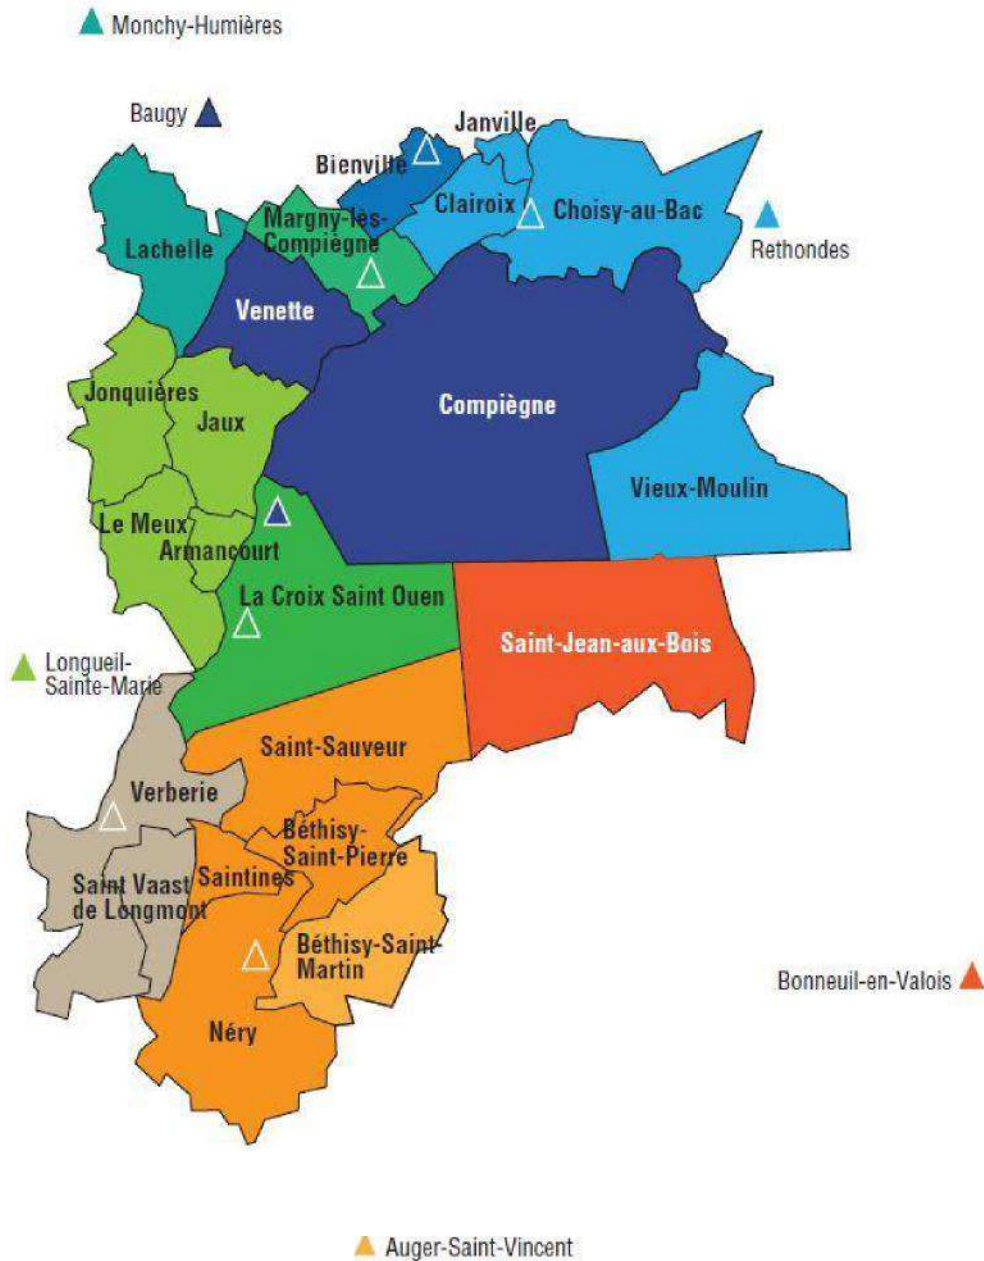 Monchy-Humières
Baugy
Janville
Bienville
Clairoix
Choisy-au-Bac
Margny-lès-
Compiègne
Lachelle
Rethondes
Venette
Jonquières
Jaux
Compiègne
Vieux-Moulin
Le Meux
Armancourt
La Croix Saint Ouen
Saint-Jean-aux-Bois
Longueil-
Sainte-Marie
Saint-Sauveur
Verberie
Béthisy-
Saint-Pierre
Saintines
Saint Vaast
de Longmont
Béthisy-Saint-
Martin
Bonneuil-en-Valois
Néry
Auger-Saint-Vincent